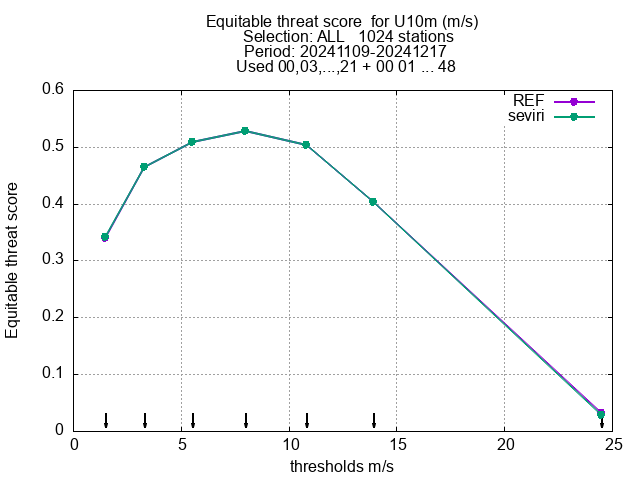 Equitable threat score  for U10m (m/s)
Selection: ALL   1024 stations
Period: 20241109-20241217
Used 00,03,...,21 + 00 01 ... 48
REF
seviri
Equitable threat score
0.6
0.5
0.4
0.3
0.2
0.1
0
0 5 10 15 20 25
thresholds m/s